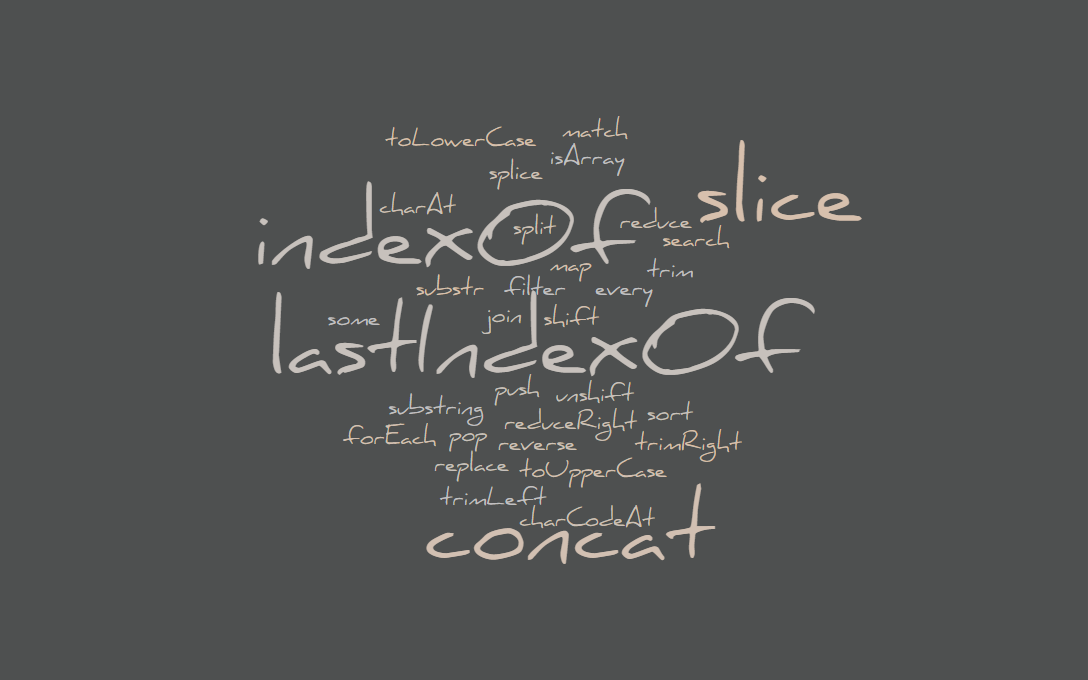 toLowerCase match
splice isArray
charAt slice
indexOf split reduce
search
map trim
substr filter every
some join shift
lastIndexOf
push unshift
substring reduceRight sort
forEach pop reverse trimRight
replace toUpperCase
trimLeft
charCodeAt
concat